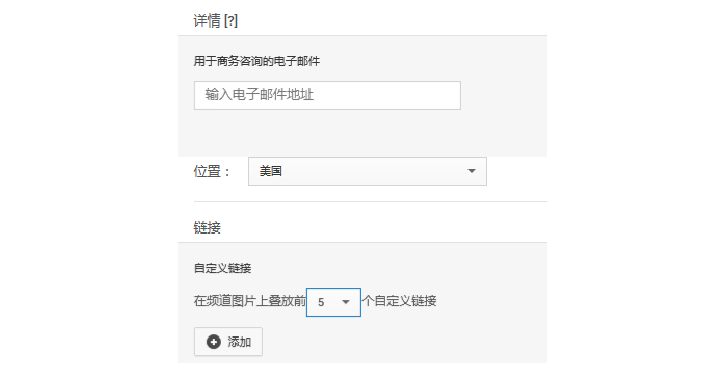 详情 [?]
用于商务咨询的电子邮件
输入电子邮件地址
位置： 美国
链接
自定义链接
在频道图片上叠放前 5 个自定义链接
添加